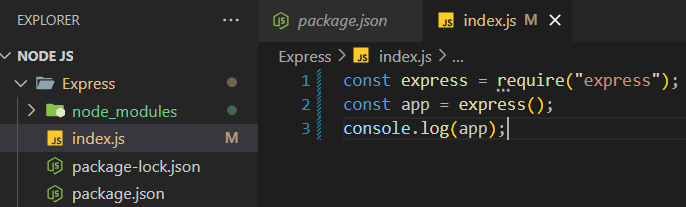 EXPLORER
NODE JS
Express
node_modules
index.js M
package-lock.json
package.json
package.json index.js M
Express > index.js > ...
1 const express = require("express");
2 const app = express();
3 console.log(app);